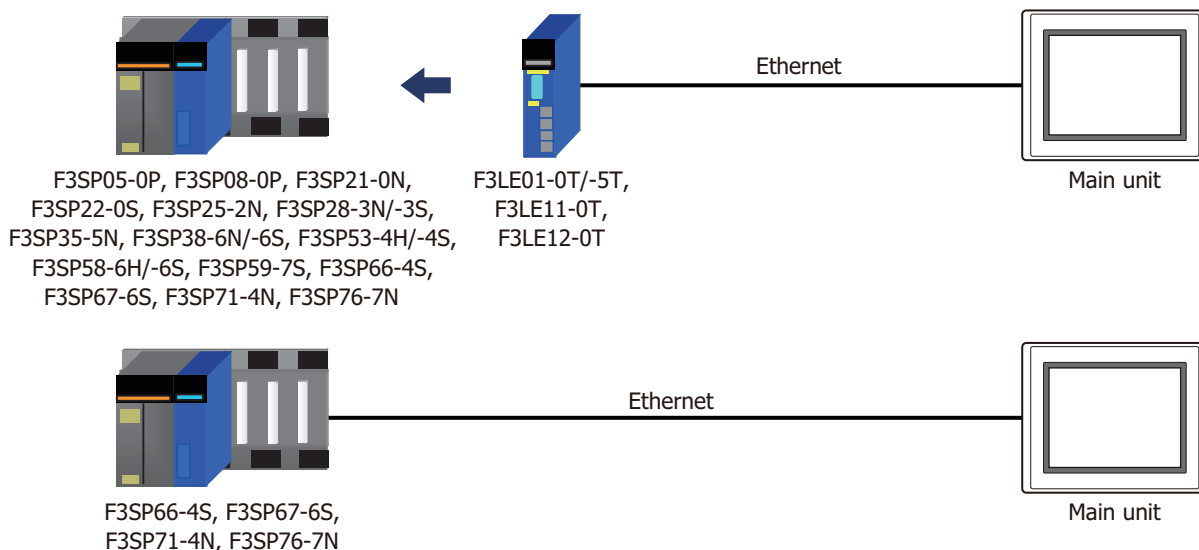 Ethernet
F3SP05-0P, F3SP08-0P, F3SP21-0N,
F3SP22-0S, F3SP25-2N, F3SP28-3N/-3S,
F3SP35-5N, F3SP38-6N/-6S, F3SP53-4H/-4S,
F3SP58-6H/-6S, F3SP59-7S, F3SP66-4S,
F3SP67-6S, F3SP71-4N, F3SP76-7N
F3LE01-0T/-5T,
F3LE11-0T,
F3LE12-0T
Main unit
Ethernet
F3SP66-4S, F3SP67-6S,
F3SP71-4N, F3SP76-7N
Main unit